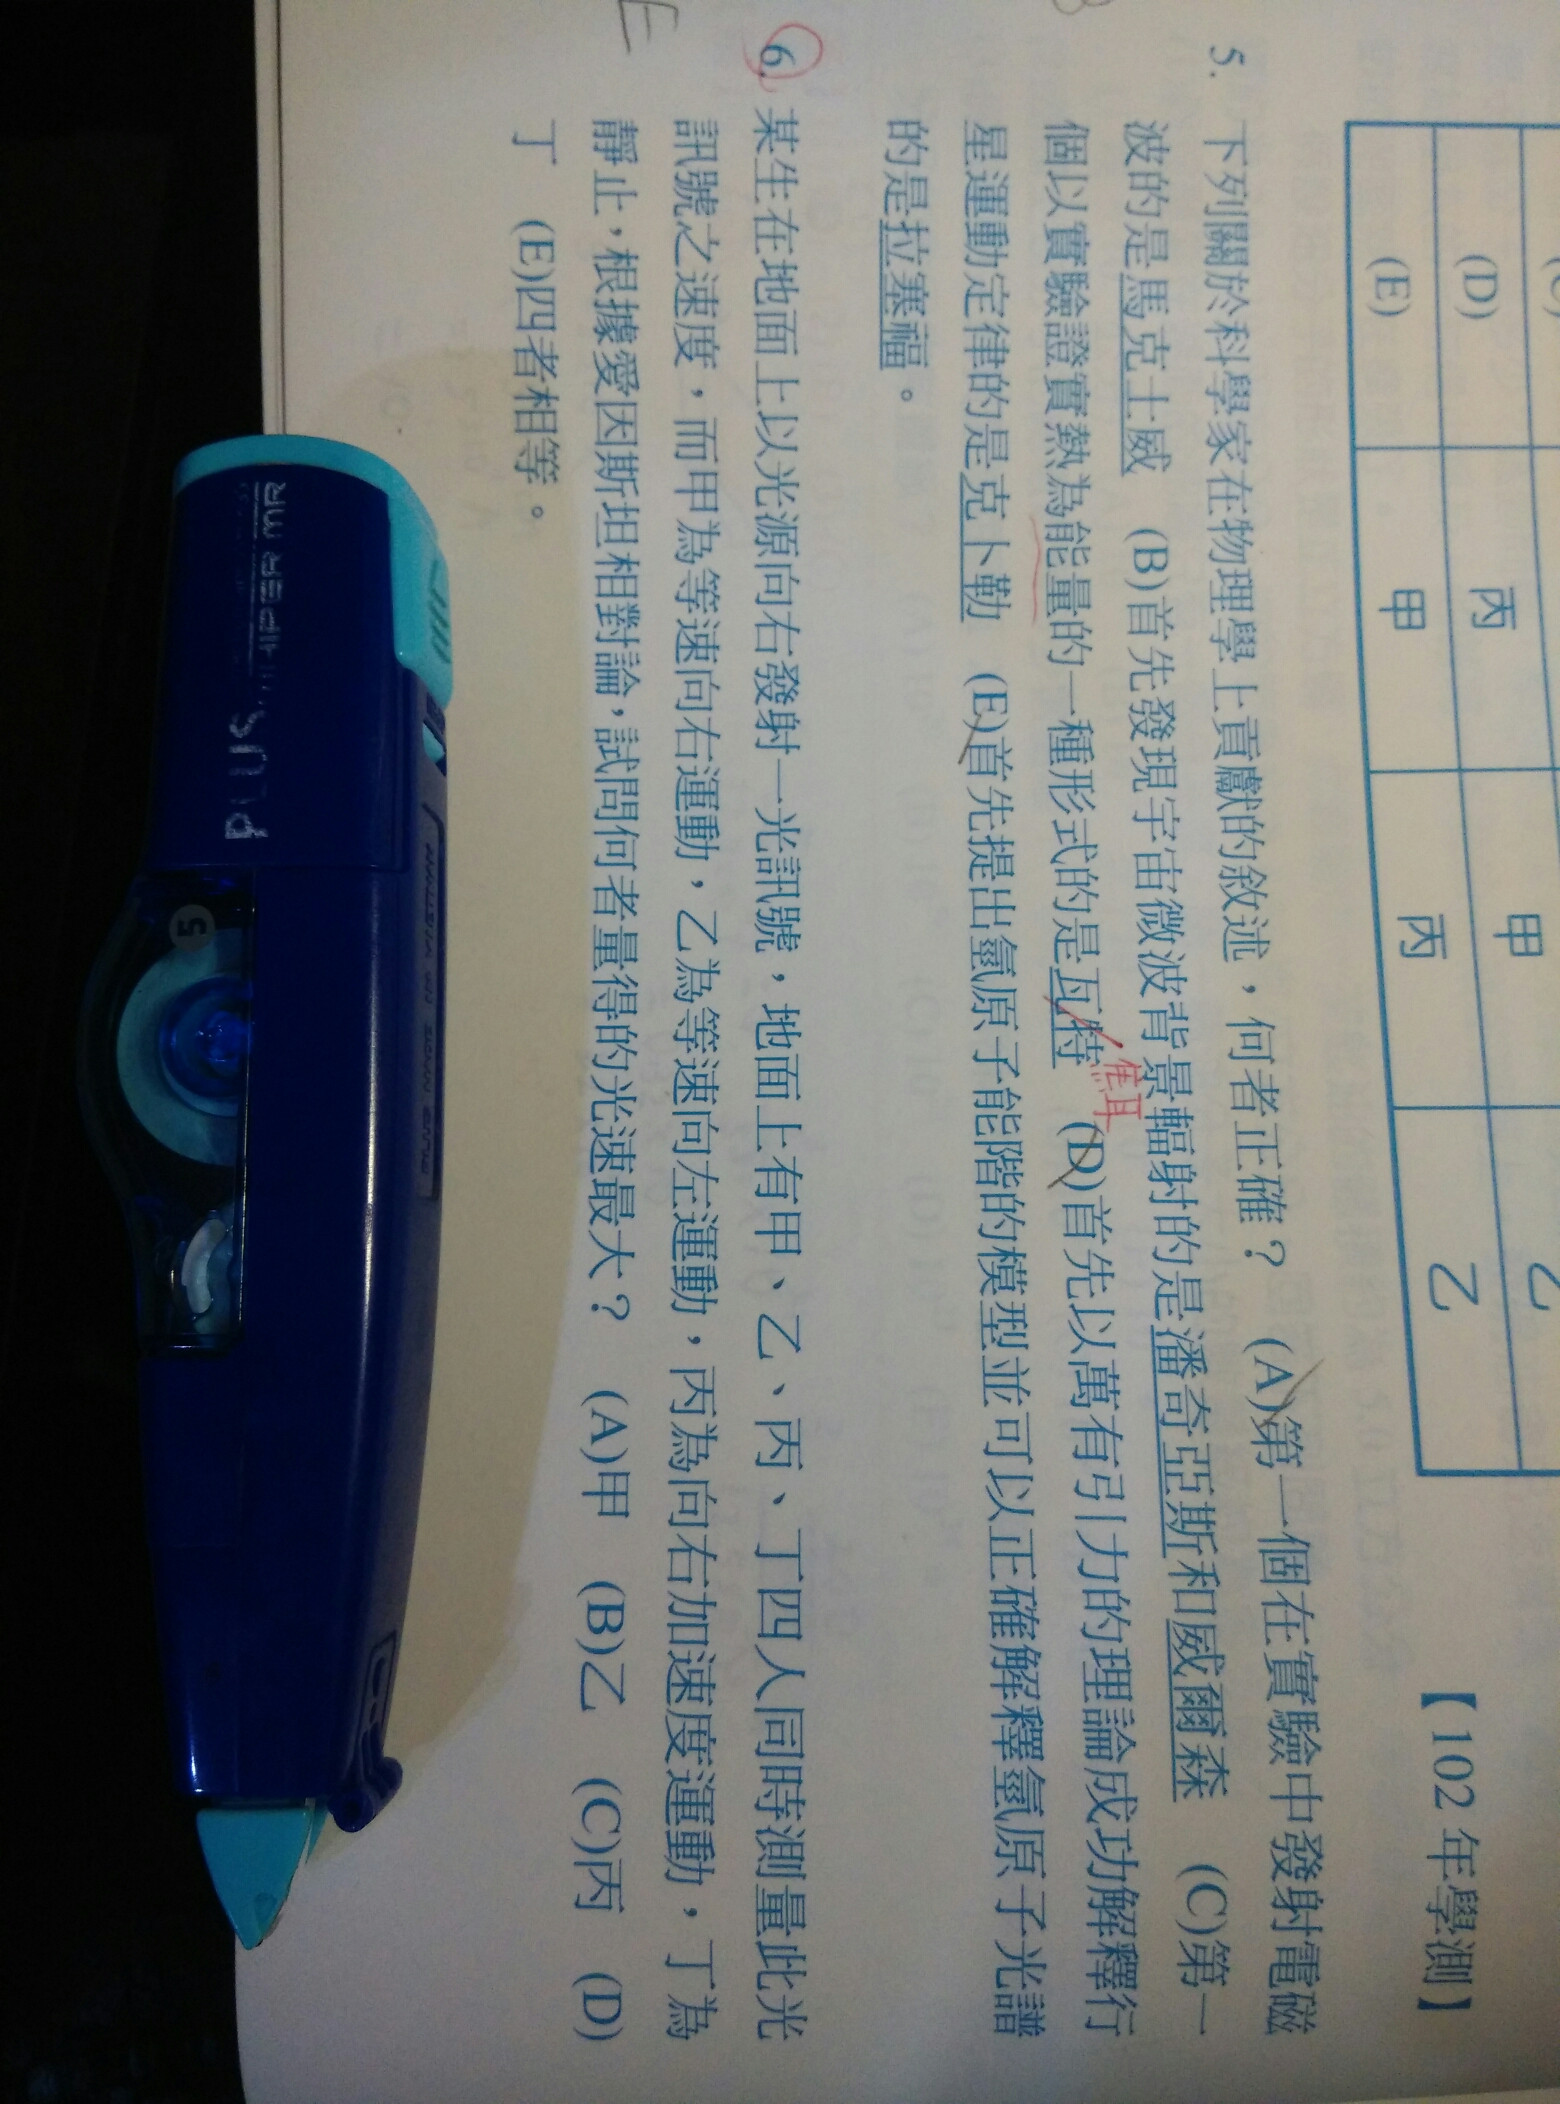 (D) 丙 甲 乙
(E) 甲 丙 乙
【102 年學測】
5. 下列關於科學家在物理學上貢獻的敘述，何者正確？ (A)第一個在實驗中發射電磁
波的是馬克士威 (B)首先發現宇宙微波背景輻射的是潘奇亞斯和威爾森 (C)第一
個以實驗證實熱為能量的一種形式的是瓦特 (D)首先以萬有引力的理論成功解釋行
焦耳
星運動定律的是克卜勒 (E)首先提出氫原子能階的模型並可以正確解釋氫原子光譜
的是拉塞福。
6. 某生在地面上以光源向右發射一光訊號，地面上有甲、乙、丙、丁四人同時測量此光
訊號之速度，而甲為等速向右運動，乙為等速向左運動，丙為向右加速度運動，丁為
E
靜止，根據愛因斯坦相對論，試問何者量得的光速最大？ (A)甲 (B)乙 (C)丙 (D)
丁 (E)四者相等。
PLUS
5